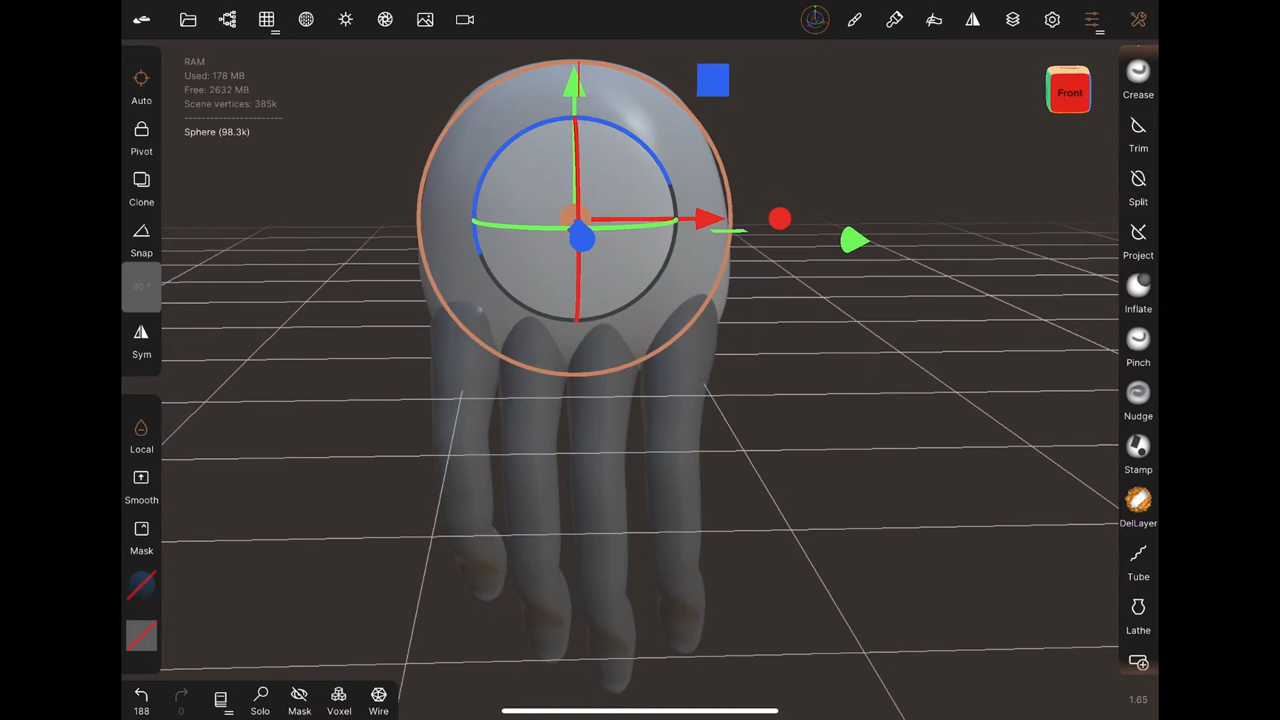 RAM
Used: 178 MB
Free: 2632 MB
Scene vertices: 385k
Sphere (98.3k)
Front
Auto
Pivot
Clone
Snap
90 °
Sym
Local
Smooth
Mask
188
0
Solo
Mask
Voxel
Wire
Crease
Trim
Split
Project
Inflate
Pinch
Nudge
Stamp
DelLayer
Tube
Lathe
1.65